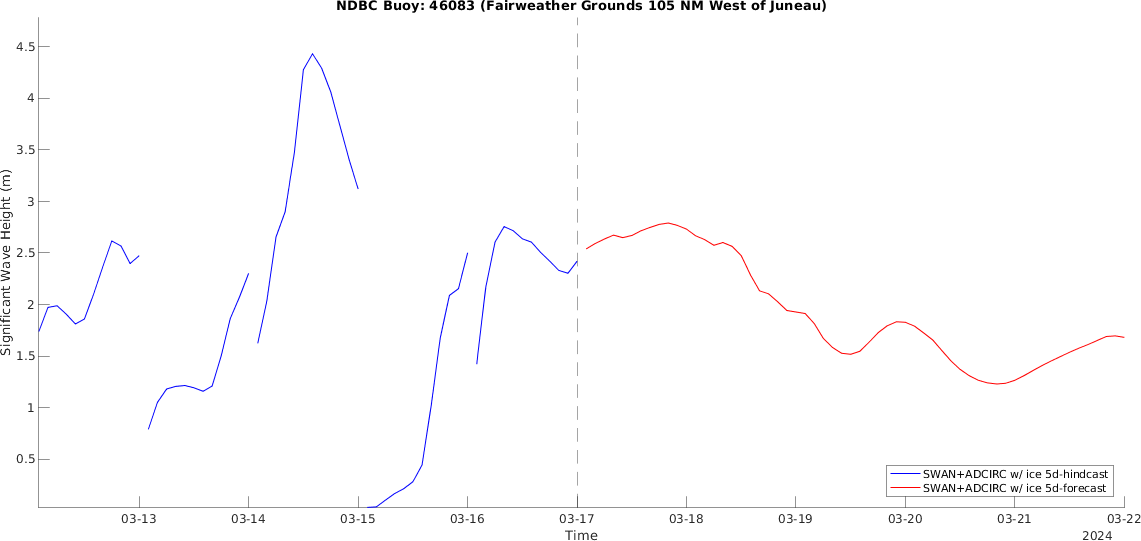 NDBC Buoy: 46083 (Fairweather Grounds 105 NM West of Juneau)
4.5
4
3.5
3
2.5
2
1.5
1
0.5
Significant Wave Height (m)
SWAN+ADCIRC w/ ice 5d-hindcast
SWAN+ADCIRC w/ ice 5d-forecast
03-13 03-14 03-15 03-16 03-17 03-18 03-19 03-20 03-21 03-22
Time 2024